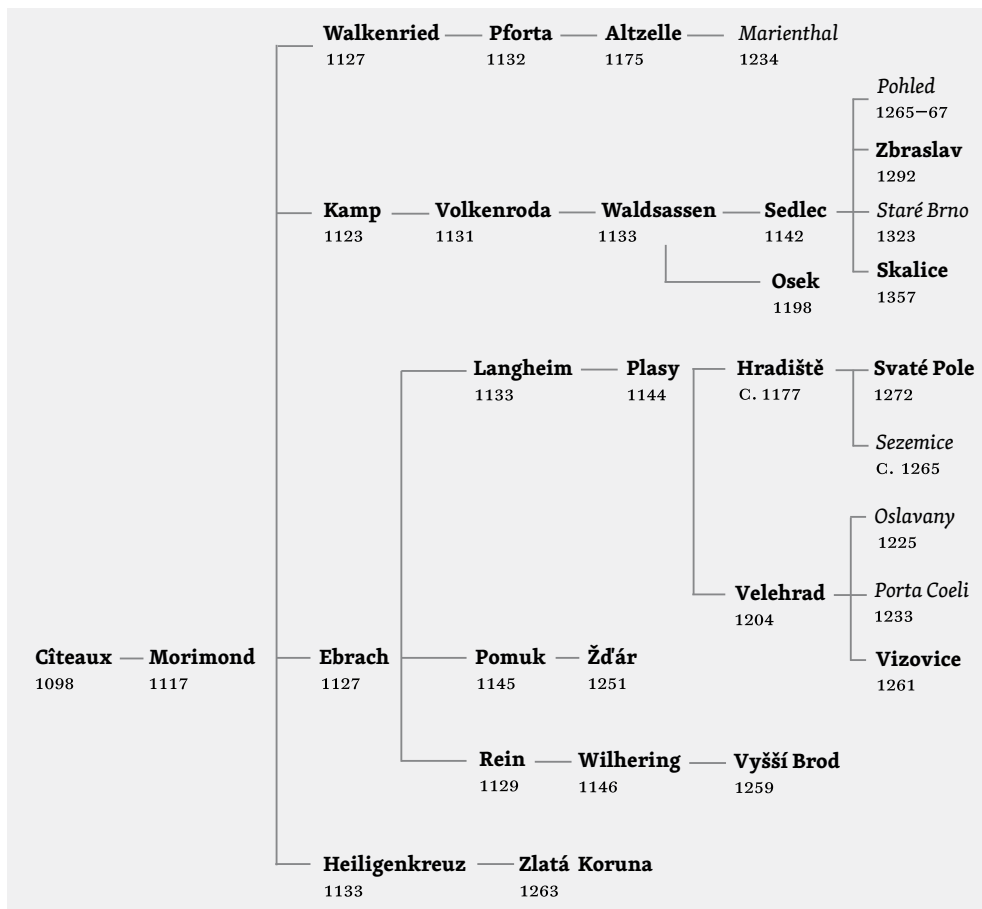 Walkenried Pforta Altzelle Marienthal
1127 1132 1175 1234
Pohled
1265–67
Zbraslav
1292
Kamp Volkenroda Waldsassen Sedlec Staré Brno
1123 1131 1133 1142 1323
Osek Skalice
1198 1357
Langheim Plasy Hradiště Svaté Pole
1133 1144 C. 1177 1272
Sezemice
C. 1265
Oslavany
1225
Velehrad Porta Coeli
1204 1233
Cîteaux Morimond Ebrach Pomuk Žďár Vizovice
1098 1117 1127 1145 1251 1261
Rein Wilhering Vyšší Brod
1129 1146 1259
Heiligenkreuz Zlatá Koruna
1133 1263